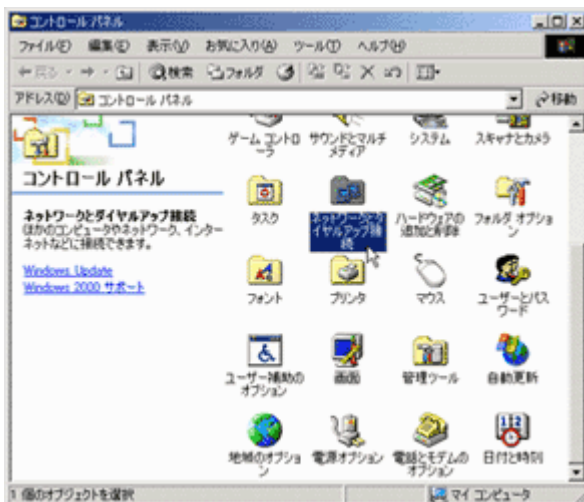 コントロール パネル
ファイル(F) 編集(E) 表示(V) お気に入り(A) ツール(T) ヘルプ(H)
戻る 検索 フォルダ
アドレス(D) コントロール パネル 移動
コントロール パネル
ネットワークとダイヤルアップ接続
ほかのコンピュータやネットワーク、インター
ネットなどに接続できます。
Windows Update
Windows 2000 サポート
ゲーム コントロ
ーラ
サウンドとマルチ
メディア
システム
スキャナとカメラ
タスク
ネットワークとダ
イヤルアップ接
続
ハードウェアの
追加と削除
フォルダ オプショ
ン
フォント
プリンタ
マウス
ユーザーとパス
ワード
ユーザー補助の
オプション
画面
管理ツール
自動更新
地域のオプショ
ン
電源オプション
電話とモデムの
オプション
日付と時刻
1 個のオブジェクトを選択
マイ コンピュータ